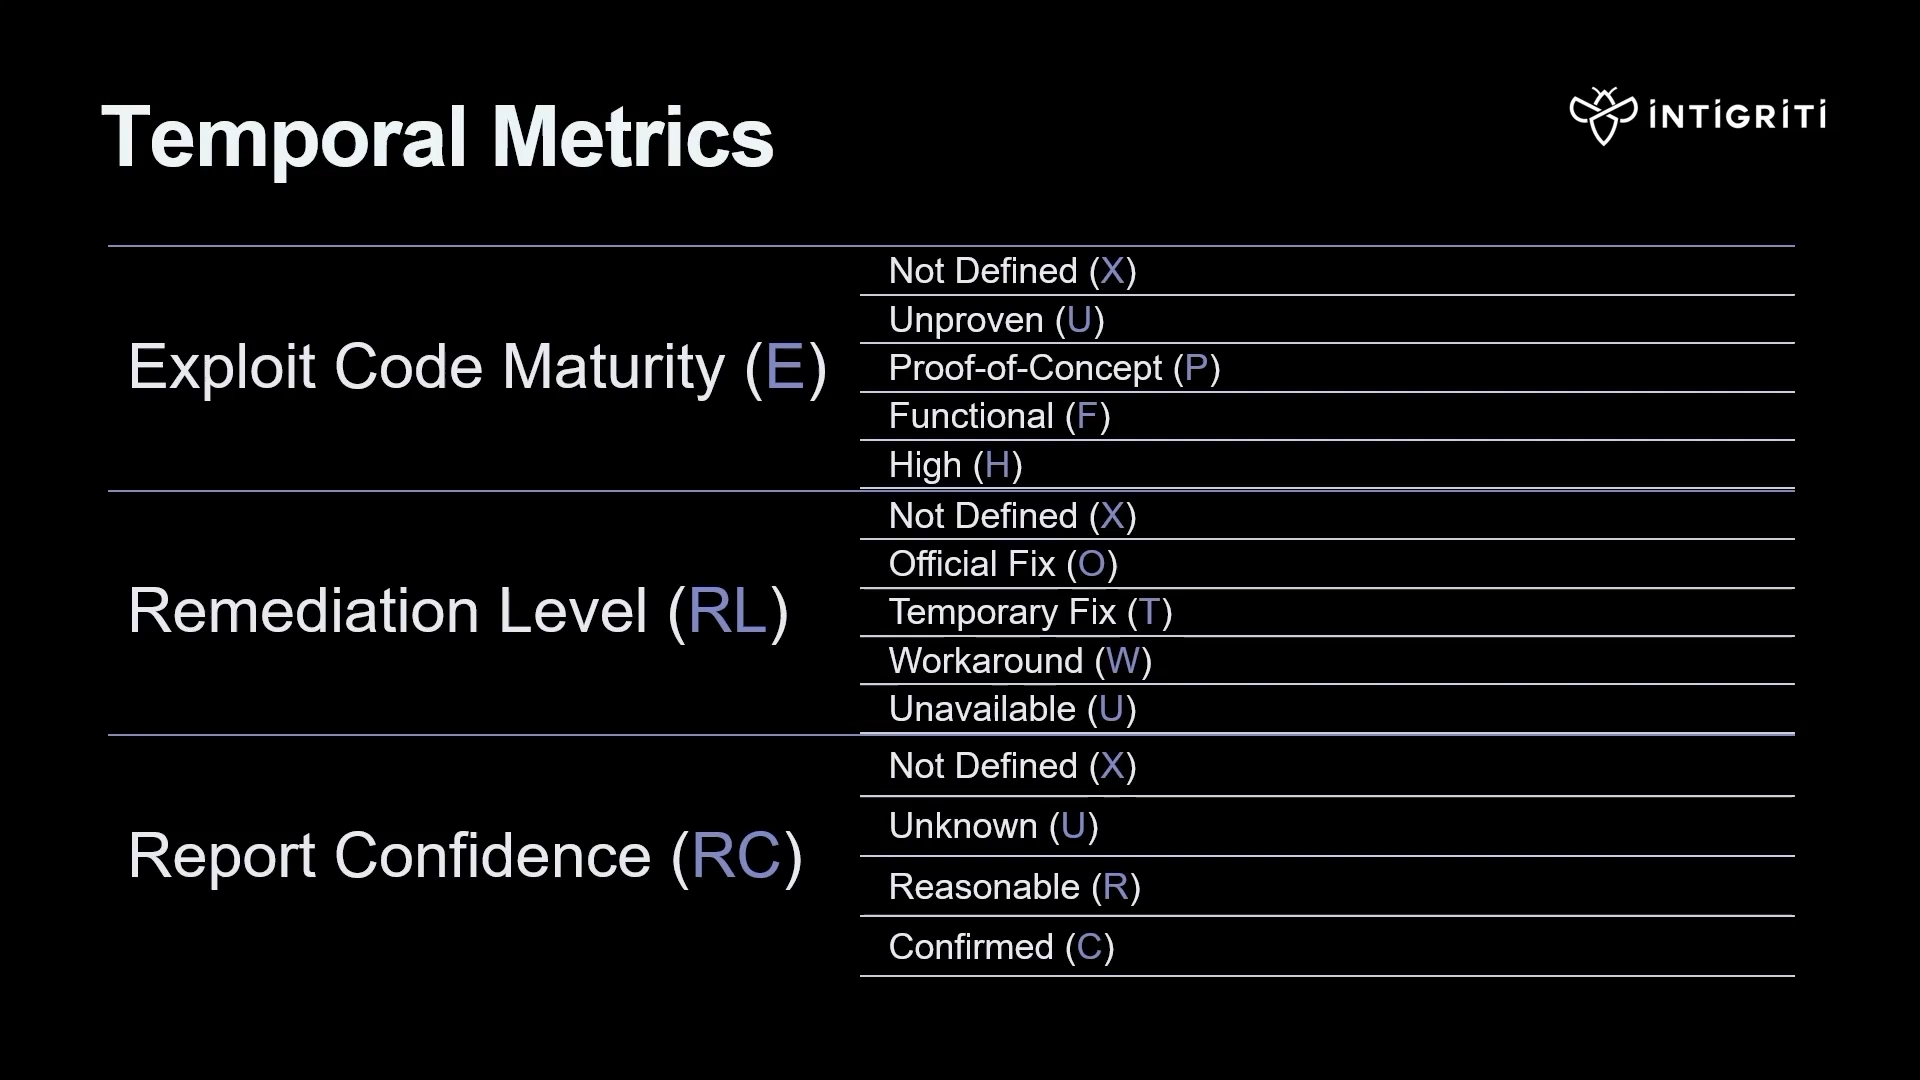 Temporal Metrics
INTIGRITI
Exploit Code Maturity (E)
Not Defined (X)
Unproven (U)
Proof-of-Concept (P)
Functional (F)
High (H)
Remediation Level (RL)
Not Defined (X)
Official Fix (O)
Temporary Fix (T)
Workaround (W)
Unavailable (U)
Report Confidence (RC)
Not Defined (X)
Unknown (U)
Reasonable (R)
Confirmed (C)